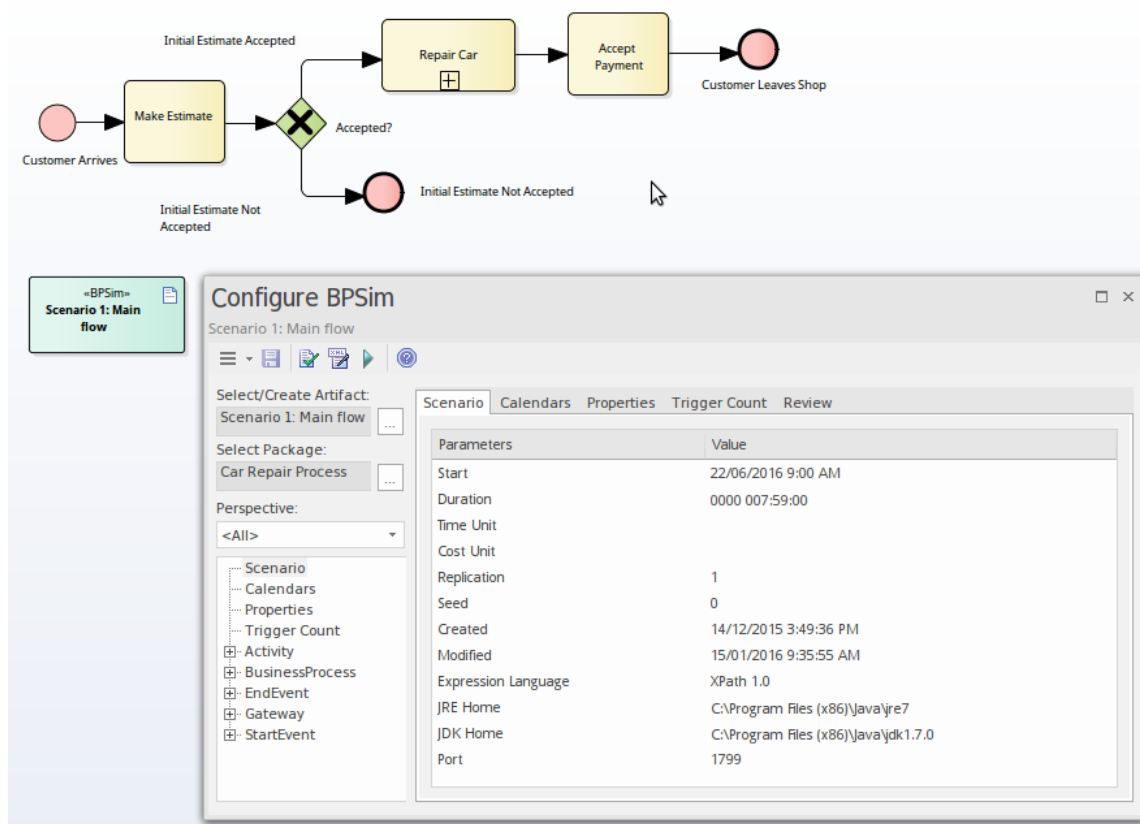 Initial Estimate Accepted
Repair Car
Accept
Payment
Customer Leaves Shop
Make Estimate
Accepted?
Customer Arrives
Initial Estimate Not Accepted
Initial Estimate Not
Accepted
«BPSim»
Scenario 1: Main
flow
Configure BPSim
Scenario 1: Main flow
Select/Create Artifact:
Scenario 1: Main flow
...
Select Package:
Car Repair Process
...
Perspective:
<All>
Scenario
Calendars
Properties
Trigger Count
Activity
BusinessProcess
EndEvent
Gateway
StartEvent
Scenario Calendars Properties Trigger Count Review
Parameters Value
Start 22/06/2016 9:00 AM
Duration 0000 007:59:00
Time Unit
Cost Unit
Replication 1
Seed 0
Created 14/12/2015 3:49:36 PM
Modified 15/01/2016 9:35:55 AM
Expression Language XPath 1.0
JRE Home C:\Program Files (x86)\Java\jre7
JDK Home C:\Program Files (x86)\Java\jdk1.7.0
Port 1799